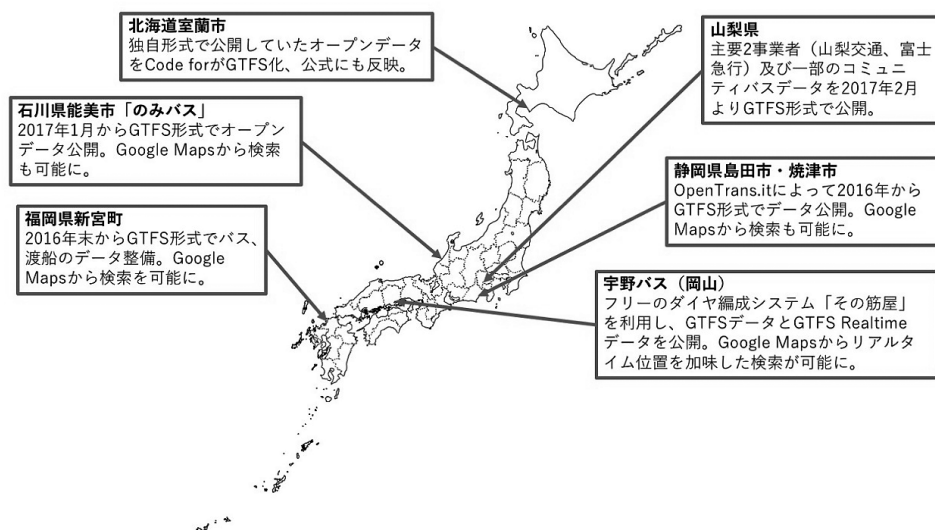 北海道室蘭市
独自形式で公開していたオープンデータ
をCode forがGTFS化、公式にも反映。
石川県能美市「のみバス」
2017年1月からGTFS形式でオープン
データ公開。Google Mapsから検索
も可能に。
福岡県新宮町
2016年末からGTFS形式でバス、
渡船のデータ整備。Google
Mapsから検索を可能に。
山梨県
主要2事業者（山梨交通、富士
急行）及び一部のコミュニ
ティバスデータを2017年2月
よりGTFS形式で公開。
静岡県島田市・焼津市
OpenTrans.itによって2016年から
GTFS形式でデータ公開。Google
Mapsから検索も可能に。
宇野バス（岡山）
フリーのダイヤ編成システム「その筋屋」
を利用し、GTFSデータとGTFS Realtime
データを公開。Google Mapsからリアルタ
イム位置を加味した検索が可能に。